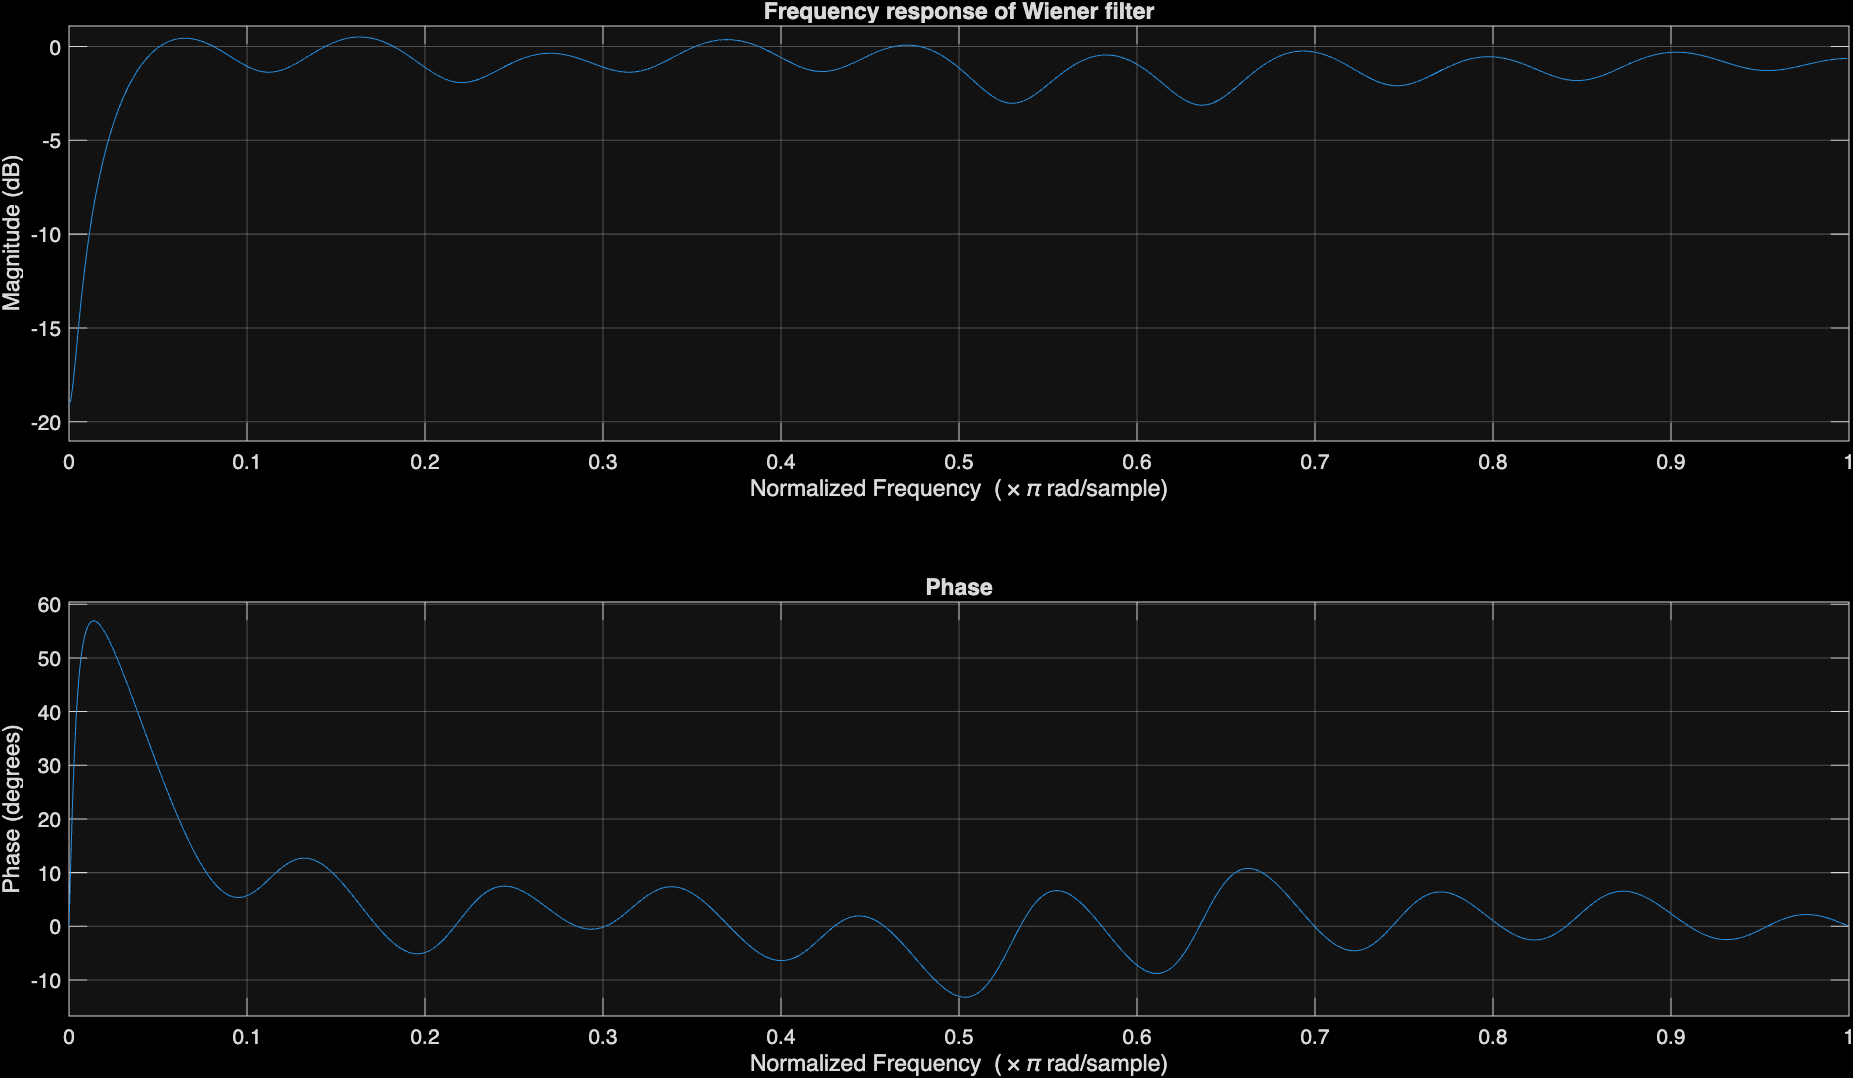 Frequency response of Wiener filter
0
-5
-10
-15
-20
Magnitude (dB)
0 0.1 0.2 0.3 0.4 0.5 0.6 0.7 0.8 0.9 1
Normalized Frequency (×π rad/sample)
Phase
60
50
40
30
20
10
0
-10
Phase (degrees)
0 0.1 0.2 0.3 0.4 0.5 0.6 0.7 0.8 0.9 1
Normalized Frequency (×π rad/sample)